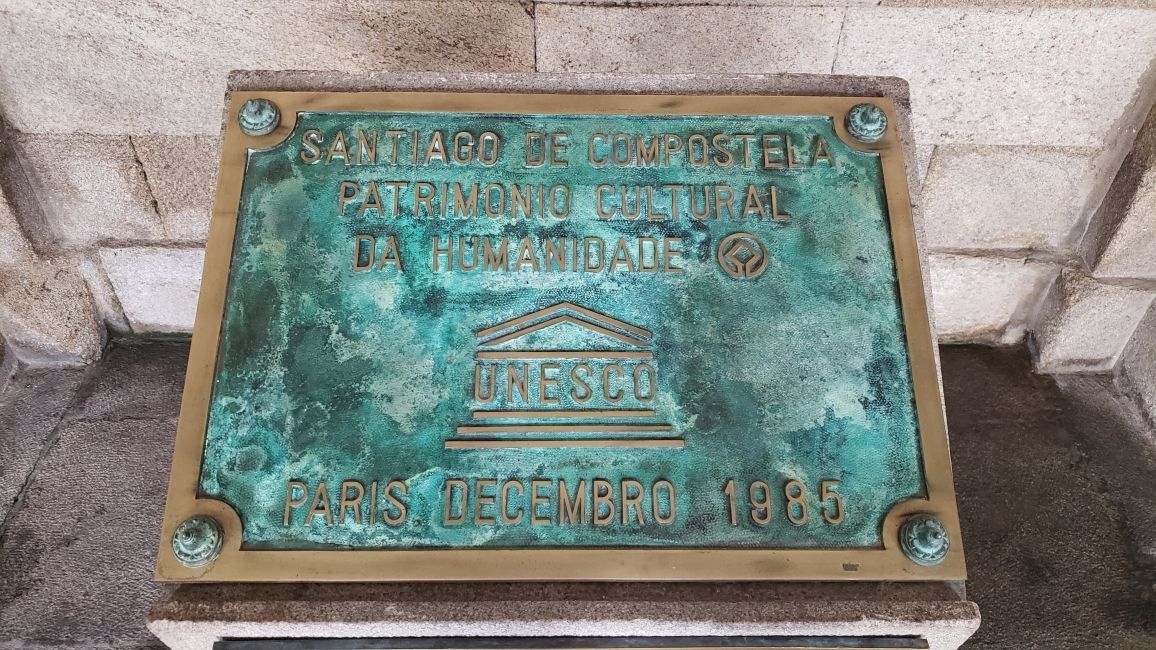 SANTIAGO DE COMPOSTELA
PATRIMONIO CULTURAL
DA HUMANIDADE
UNESCO
PARIS. DECEMBRO 1985